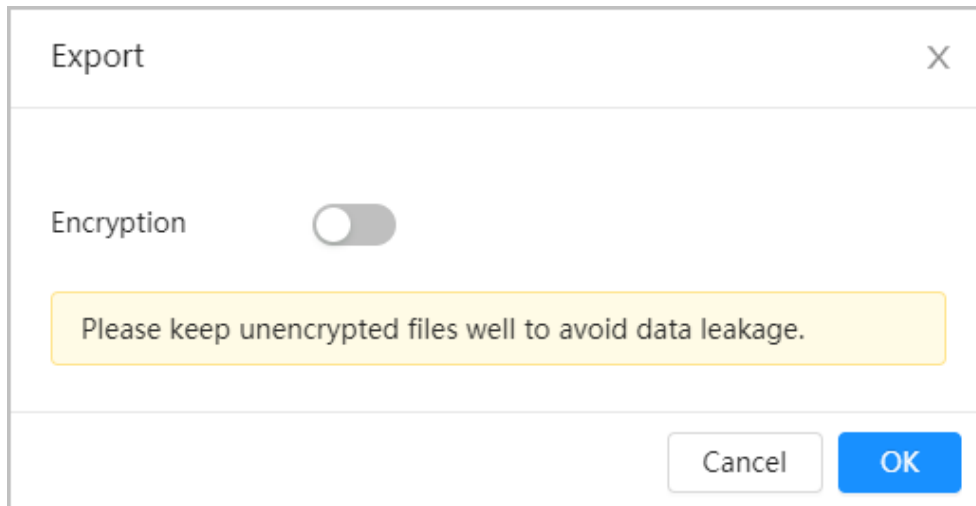 Export
X
Encryption
Please keep unencrypted files well to avoid data leakage.
Cancel OK